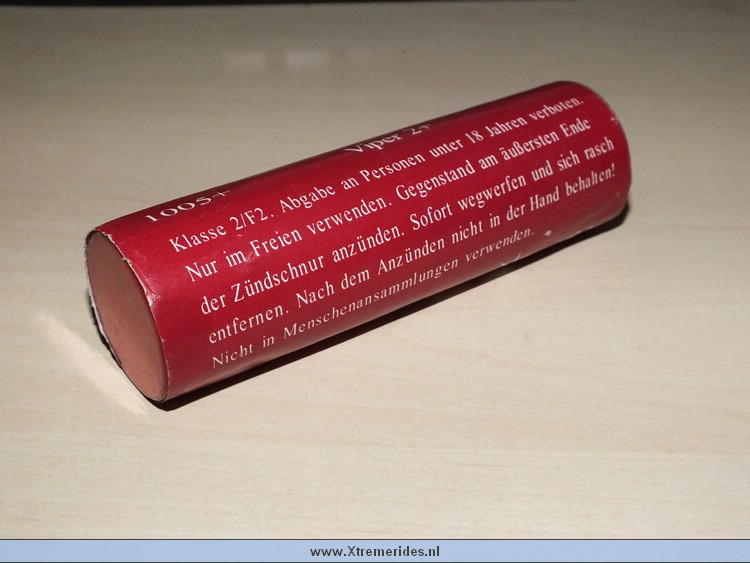 100S+
Viper 2+
Klasse 2/F2. Abgabe an Personen unter 18 Jahren verboten.
Nur im Freien verwenden. Gegenstand am äußersten Ende
der Zündschnur anzünden. Sofort wegwerfen und sich rasch
entfernen. Nach dem Anzünden nicht in der Hand behalten!
Nicht in Menschenansammlungen verwenden.
www.Xtremerides.nl